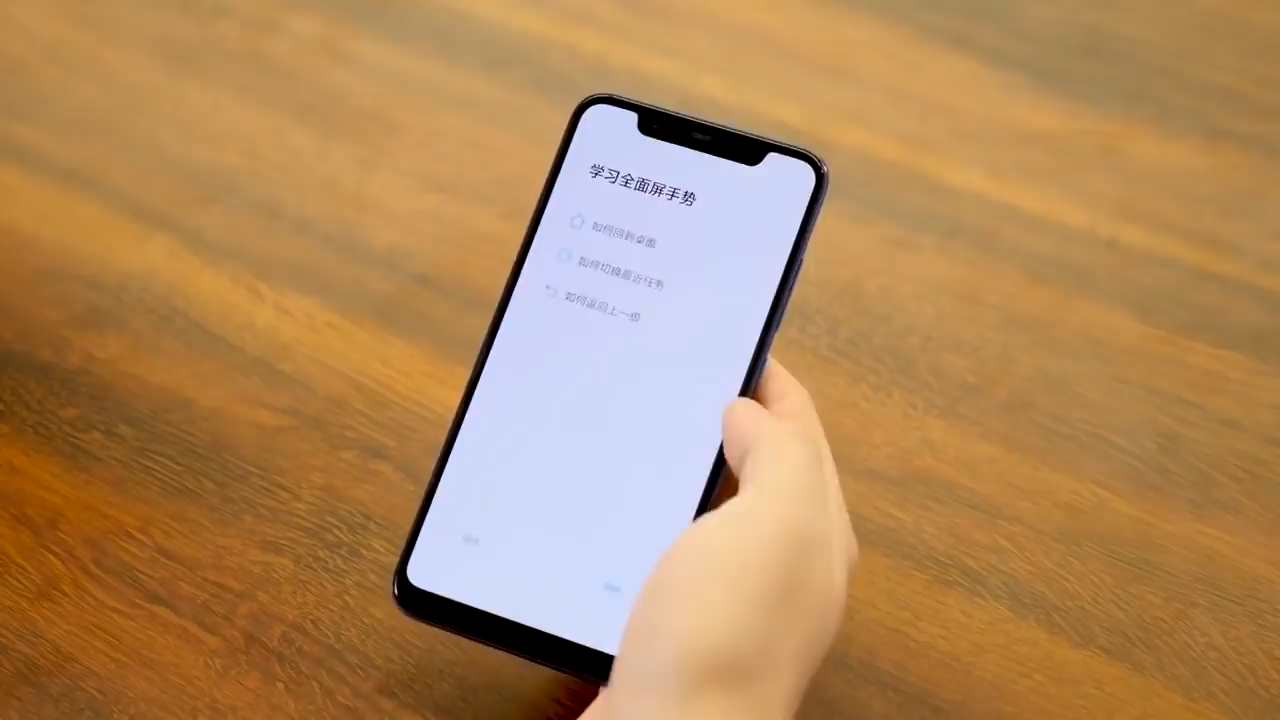 学习全面屏手势
如何回到桌面
如何切换最近任务
如何返回上一级